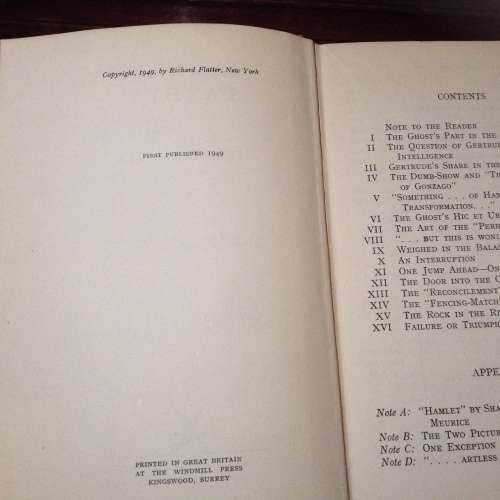 Copyright, 1949, by Richard Flatter, New York
FIRST PUBLISHED 1949
PRINTED IN GREAT BRITAIN
AT THE WINDMILL PRESS
KINGSWOOD, SURREY
CONTENTS
NOTE TO THE READER
I THE GHOST'S PART IN THE
II THE QUESTION OF GERTRUDE
INTELLIGENCE
III GERTRUDE'S SHARE IN THE
IV THE DUMB-SHOW AND "TH
OF GONZAGO"
V "SOMETHING . . . OF HAM
TRANSFORMATION. . ."
VI THE GHOST'S HIC ET UB
VII THE ART OF THE "PERH
VIII ". . . BUT THIS IS WON
IX WEIGHED IN THE BALAN
X AN INTERRUPTION
XI ONE JUMP AHEAD—ON
XII THE DOOR INTO THE C
XIII THE "RECONCILEMENT"
XIV THE "FENCING-MATCH"
XV THE ROCK IN THE RI
XVI FAILURE OR TRIUMPH
APPE
Note A: "HAMLET" BY SHA
MEURICE
Note B: THE TWO PICTUR
Note C: ONE EXCEPTION
Note D: ". . . . ARTLESS